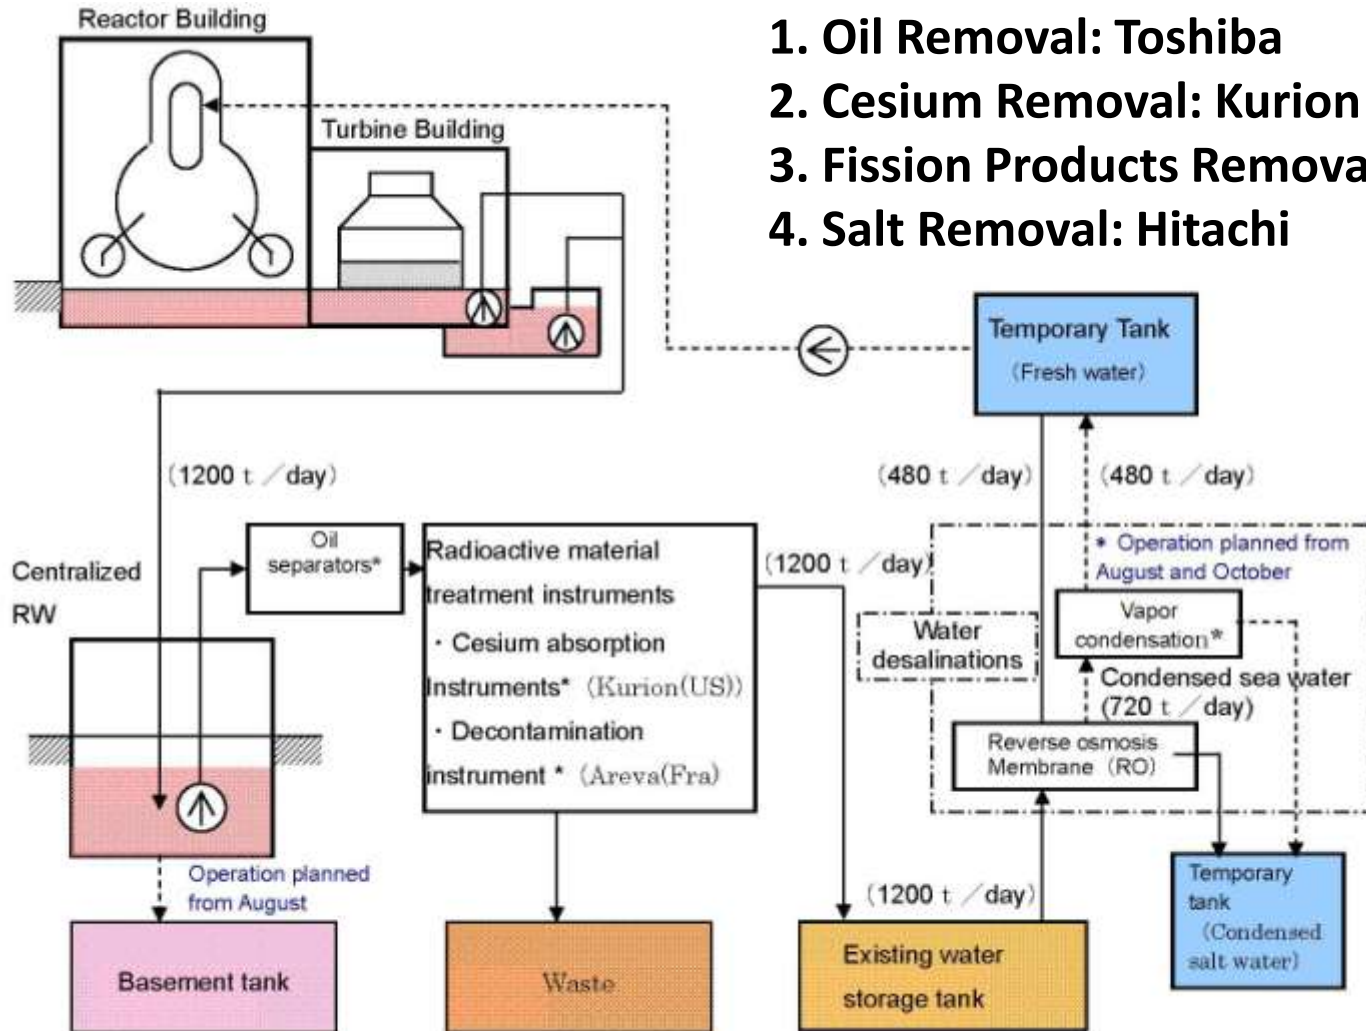 Reactor Building
1. Oil Removal: Toshiba
2. Cesium Removal: Kurion
3. Fission Products Remova
4. Salt Removal: Hitachi
Turbine Building
Temporary Tank
(Fresh water)
(1200 t ／day)
(480 t ／day)
(480 t ／day)
Centralized
RW
Oil
separators*
Radioactive material
treatment instruments
・Cesium absorption
Instruments* (Kurion(US))
・Decontamination
instrument * (Areva(Fra)
(1200 t ／day)
Water
desalinations
* Operation planned from
August and October
Vapor
condensation*
Condensed sea water
(720 t ／day)
Reverse osmosis
Membrane (RO)
Operation planned
from August
(1200 t ／day)
Basement tank
Waste
Existing water
storage tank
Temporary
tank
(Condensed
salt water)